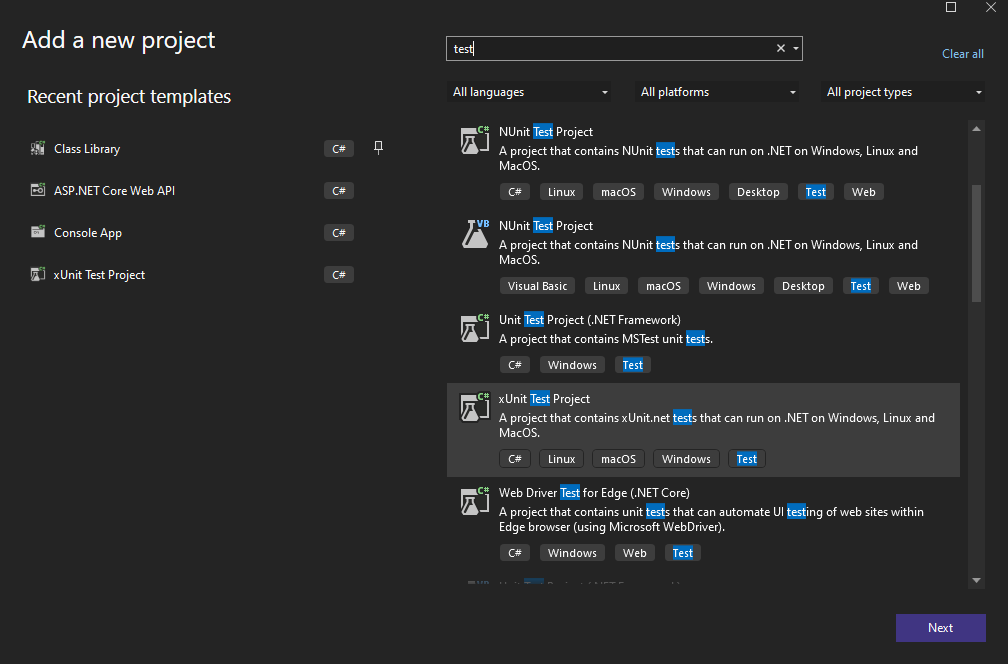 Add a new project
test
Clear all
Recent project templates
All languages
All platforms
All project types
Class Library
C#
ASP.NET Core Web API
C#
Console App
C#
xUnit Test Project
C#
C#
NUnit Test Project
A project that contains NUnit tests that can run on .NET on Windows, Linux and
MacOS.
C# Linux macOS Windows Desktop Test Web
VB
NUnit Test Project
A project that contains NUnit tests that can run on .NET on Windows, Linux and
MacOS.
Visual Basic Linux macOS Windows Desktop Test Web
C#
Unit Test Project (.NET Framework)
A project that contains MSTest unit tests.
C# Windows Test
C#
xUnit Test Project
A project that contains xUnit.net tests that can run on .NET on Windows, Linux and
MacOS.
C# Linux macOS Windows Test
C#
Web Driver Test for Edge (.NET Core)
A project that contains unit tests that can automate UI testing of web sites within
Edge browser (using Microsoft WebDriver).
C# Windows Web Test
Next